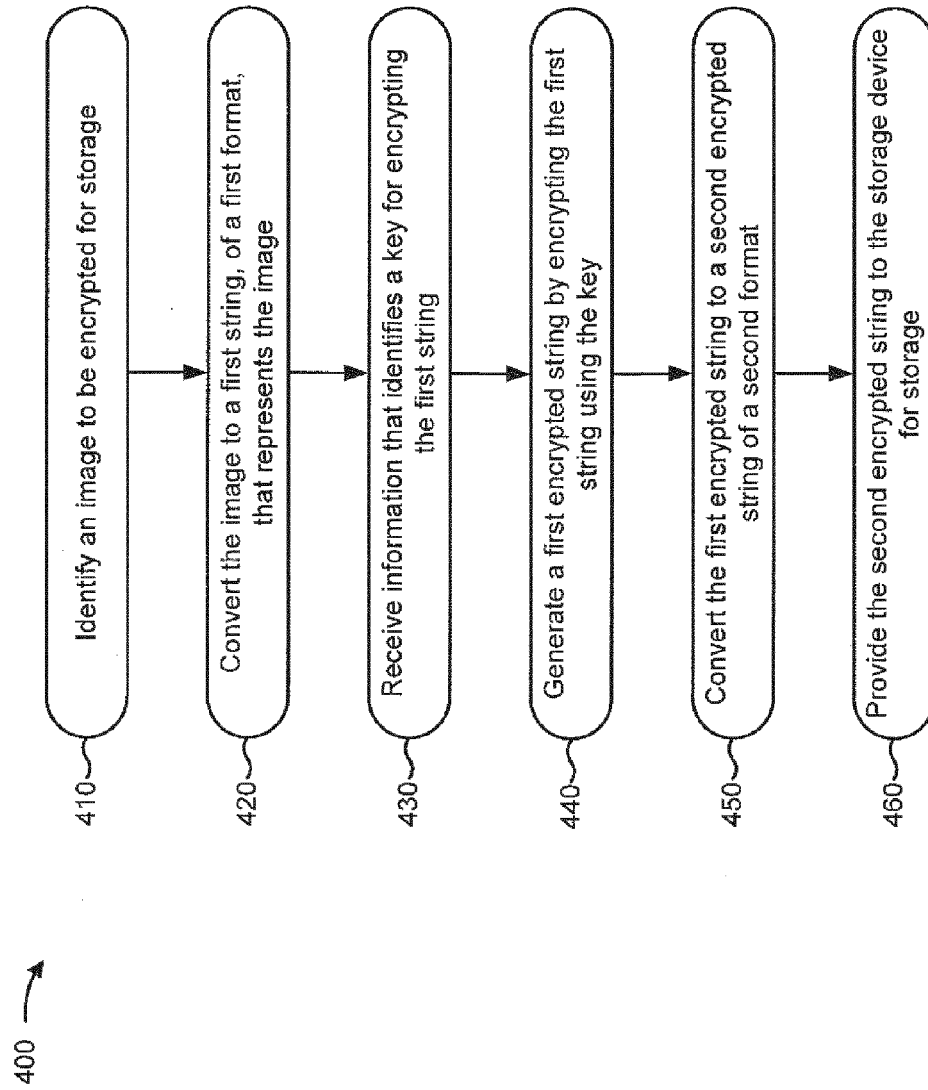 400
410
Identify an image to be encrypted for storage
420
Convert the image to a first string, of a first format,
that represents the image
430
Receive information that identifies a key for encrypting
the first string
440
Generate a first encrypted string by encrypting the first
string using the key
450
Convert the first encrypted string to a second encrypted
string of a second format
460
Provide the second encrypted string to the storage device
for storage